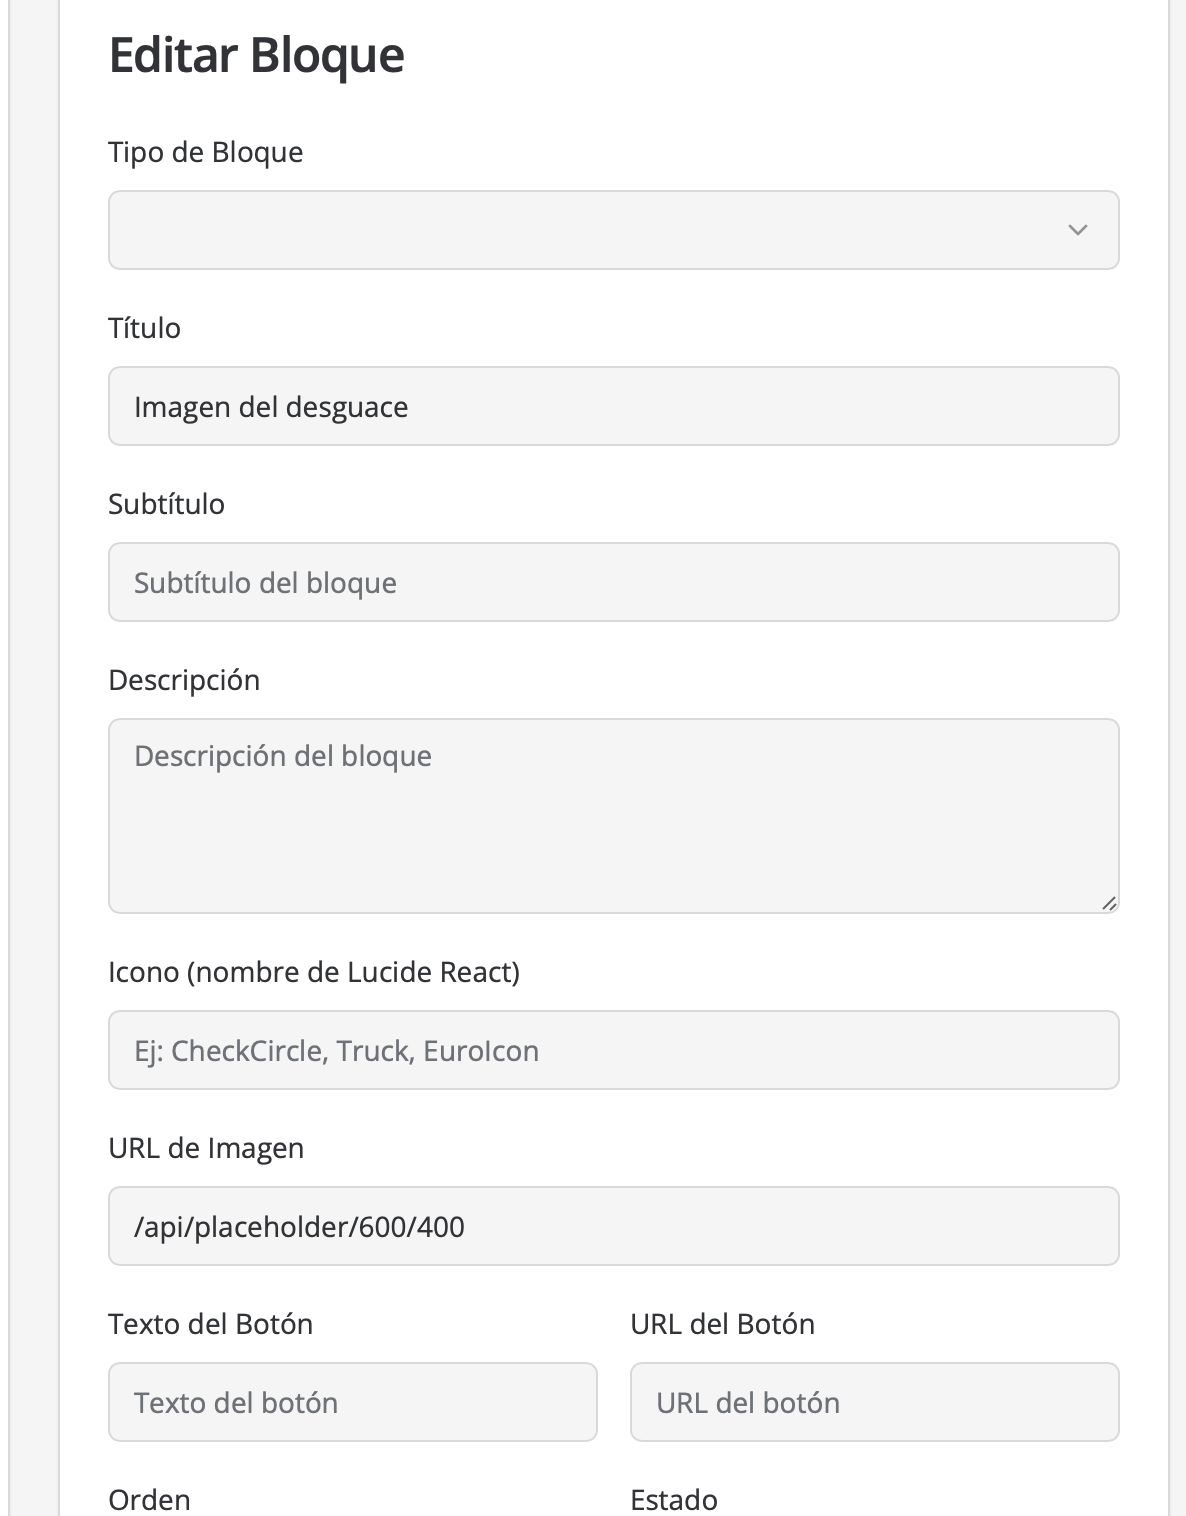 Editar Bloque
Tipo de Bloque
Título
Imagen del desguace
Subtítulo
Subtítulo del bloque
Descripción
Descripción del bloque
Icono (nombre de Lucide React)
Ej: CheckCircle, Truck, EuroIcon
URL de Imagen
/api/placeholder/600/400
Texto del Botón
URL del Botón
Texto del botón
URL del botón
Orden
Estado